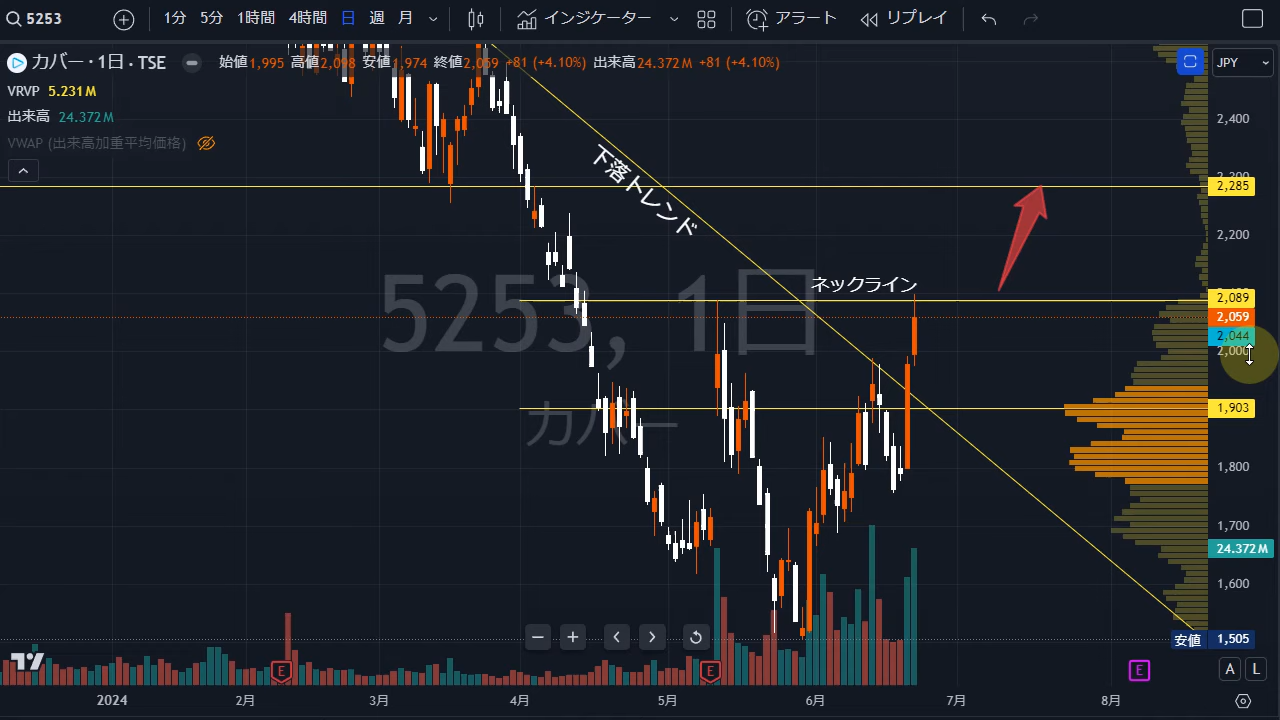 5253 1分 5分 1時間 4時間 日 週 月 インジケーター アラート リプレイ
カバー・1日・TSE 始値1,995 高値2,098 安値1,974 終値2,059 +81 (+4.10%) 出来高24.372M +81 (+4.10%) JPY
VRVP 5.231M
出来高 24.372M
VWAP (出来高加重平均価格)
2,400
2,285
2,200
下落トレンド
ネックライン
2,089
2,059
2,044
2,000
5253, 1日
カバー
1,903
1,800
1,700
24.372M
1,600
安値 1,505
E E E A L
2024 2月 3月 4月 5月 6月 7月 8月